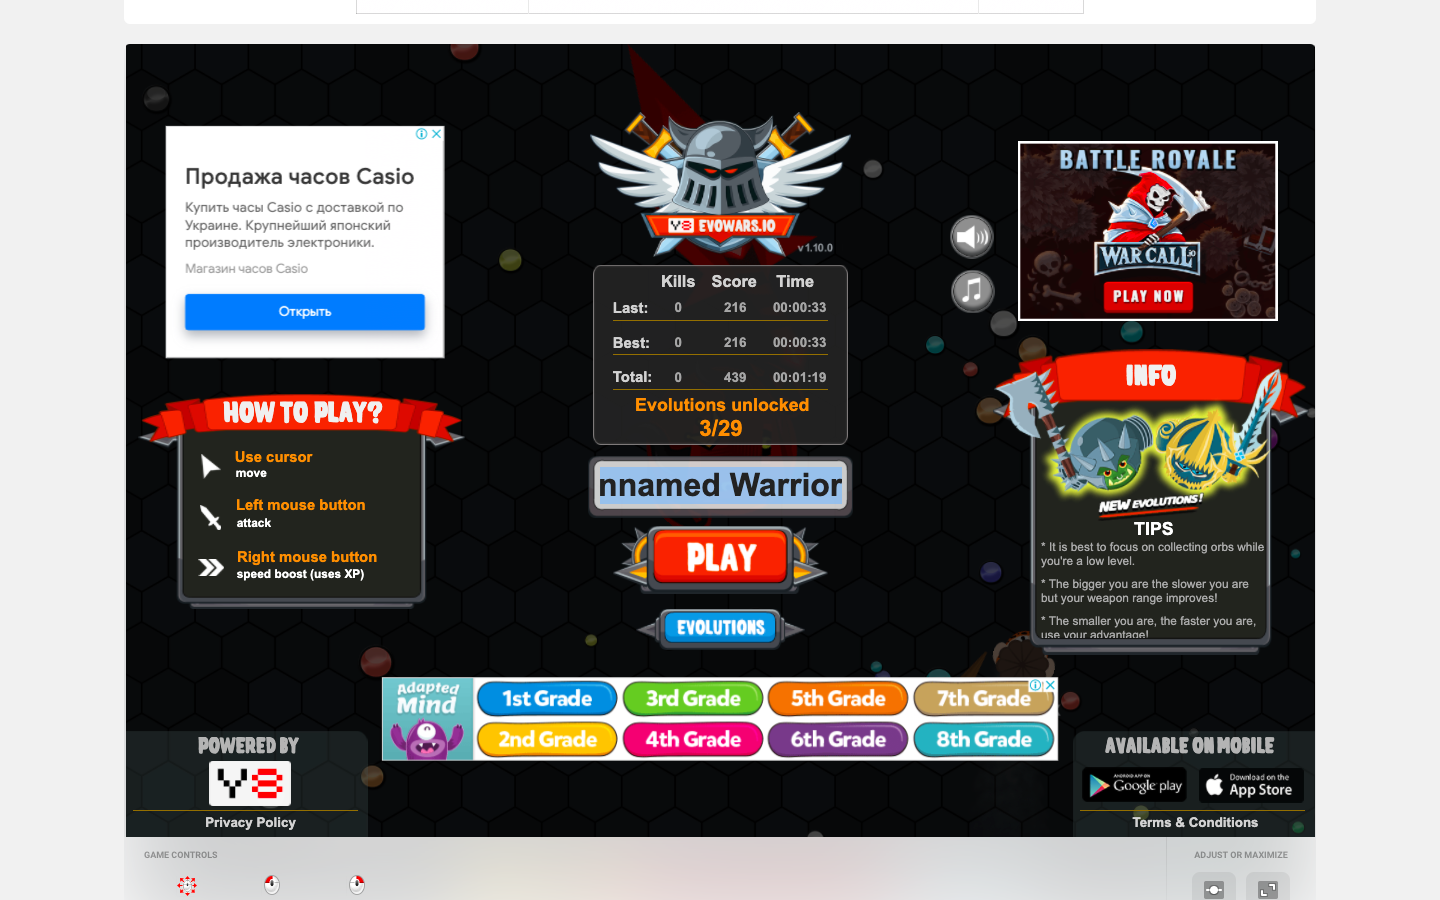 Продажа часов Casio
Купить часы Casio с доставкой по
Украине. Крупнейший японский
производитель электроники.
Магазин часов Casio
Открыть
Y8 EVOWARS.IO
v1.10.0
Kills Score Time
Last: 0 216 00:00:33
Best: 0 216 00:00:33
Total: 0 439 00:01:19
Evolutions unlocked
3/29
nnamed Warrior
PLAY
EVOLUTIONS
BATTLE ROYALE
WAR CALL.IO
PLAY NOW
HOW TO PLAY?
Use cursor
move
Left mouse button
attack
Right mouse button
speed boost (uses XP)
INFO
NEW EVOLUTIONS!
TIPS
* It is best to focus on collecting orbs while
you're a low level.
* The bigger you are the slower you are
but your weapon range improves!
* The smaller you are, the faster you are,
use your advantage!
Adapted
Mind
1st Grade 3rd Grade 5th Grade 7th Grade
2nd Grade 4th Grade 6th Grade 8th Grade
POWERED BY
Y8
Privacy Policy
AVAILABLE ON MOBILE
ANDROID APP ON
Google play
Download on the
App Store
Terms & Conditions
GAME CONTROLS
ADJUST OR MAXIMIZE